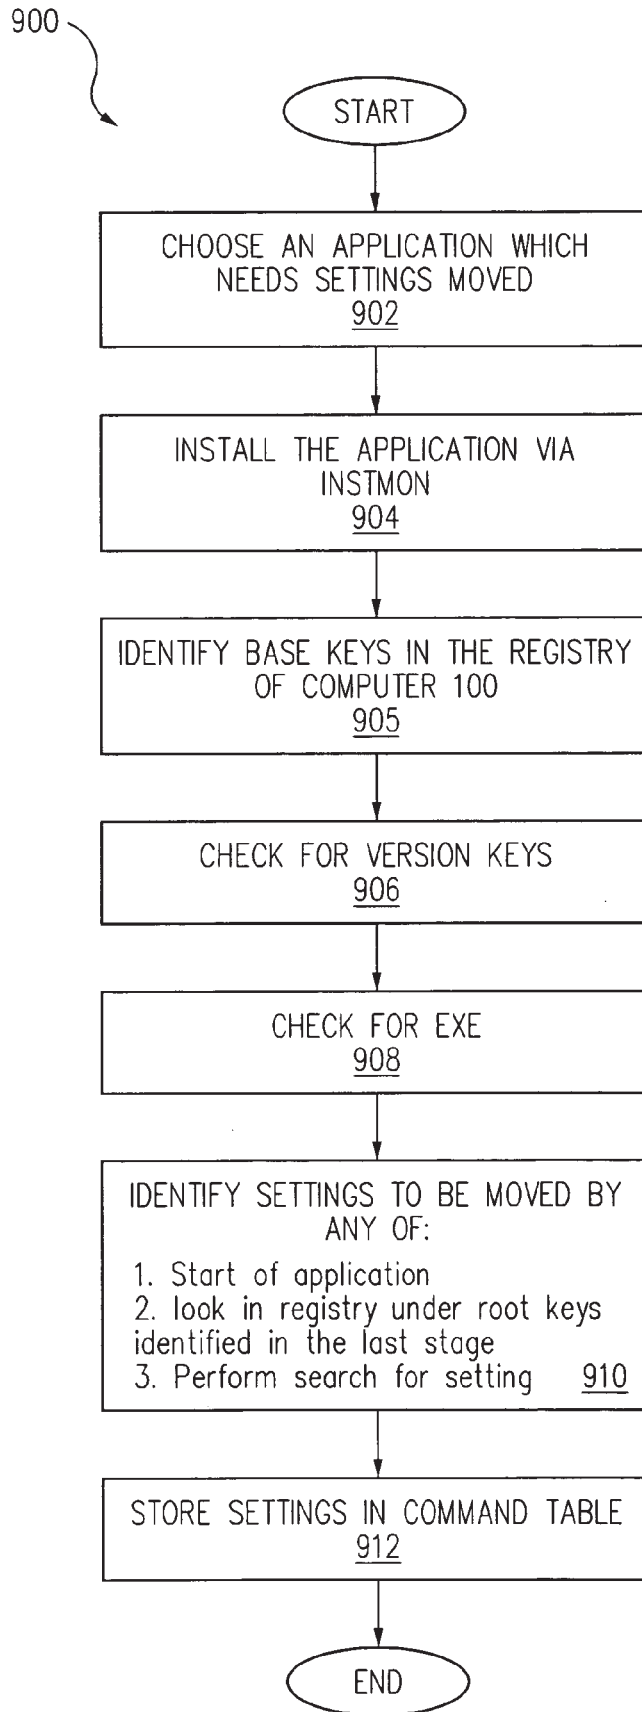 900
START
CHOOSE AN APPLICATION WHICH
NEEDS SETTINGS MOVED
902
INSTALL THE APPLICATION VIA
INSTMON
904
IDENTIFY BASE KEYS IN THE REGISTRY
OF COMPUTER 100
905
CHECK FOR VERSION KEYS
906
CHECK FOR EXE
908
IDENTIFY SETTINGS TO BE MOVED BY
ANY OF:
1. Start of application
2. look in registry under root keys
identified in the last stage
3. Perform search for setting 910
STORE SETTINGS IN COMMAND TABLE
912
END